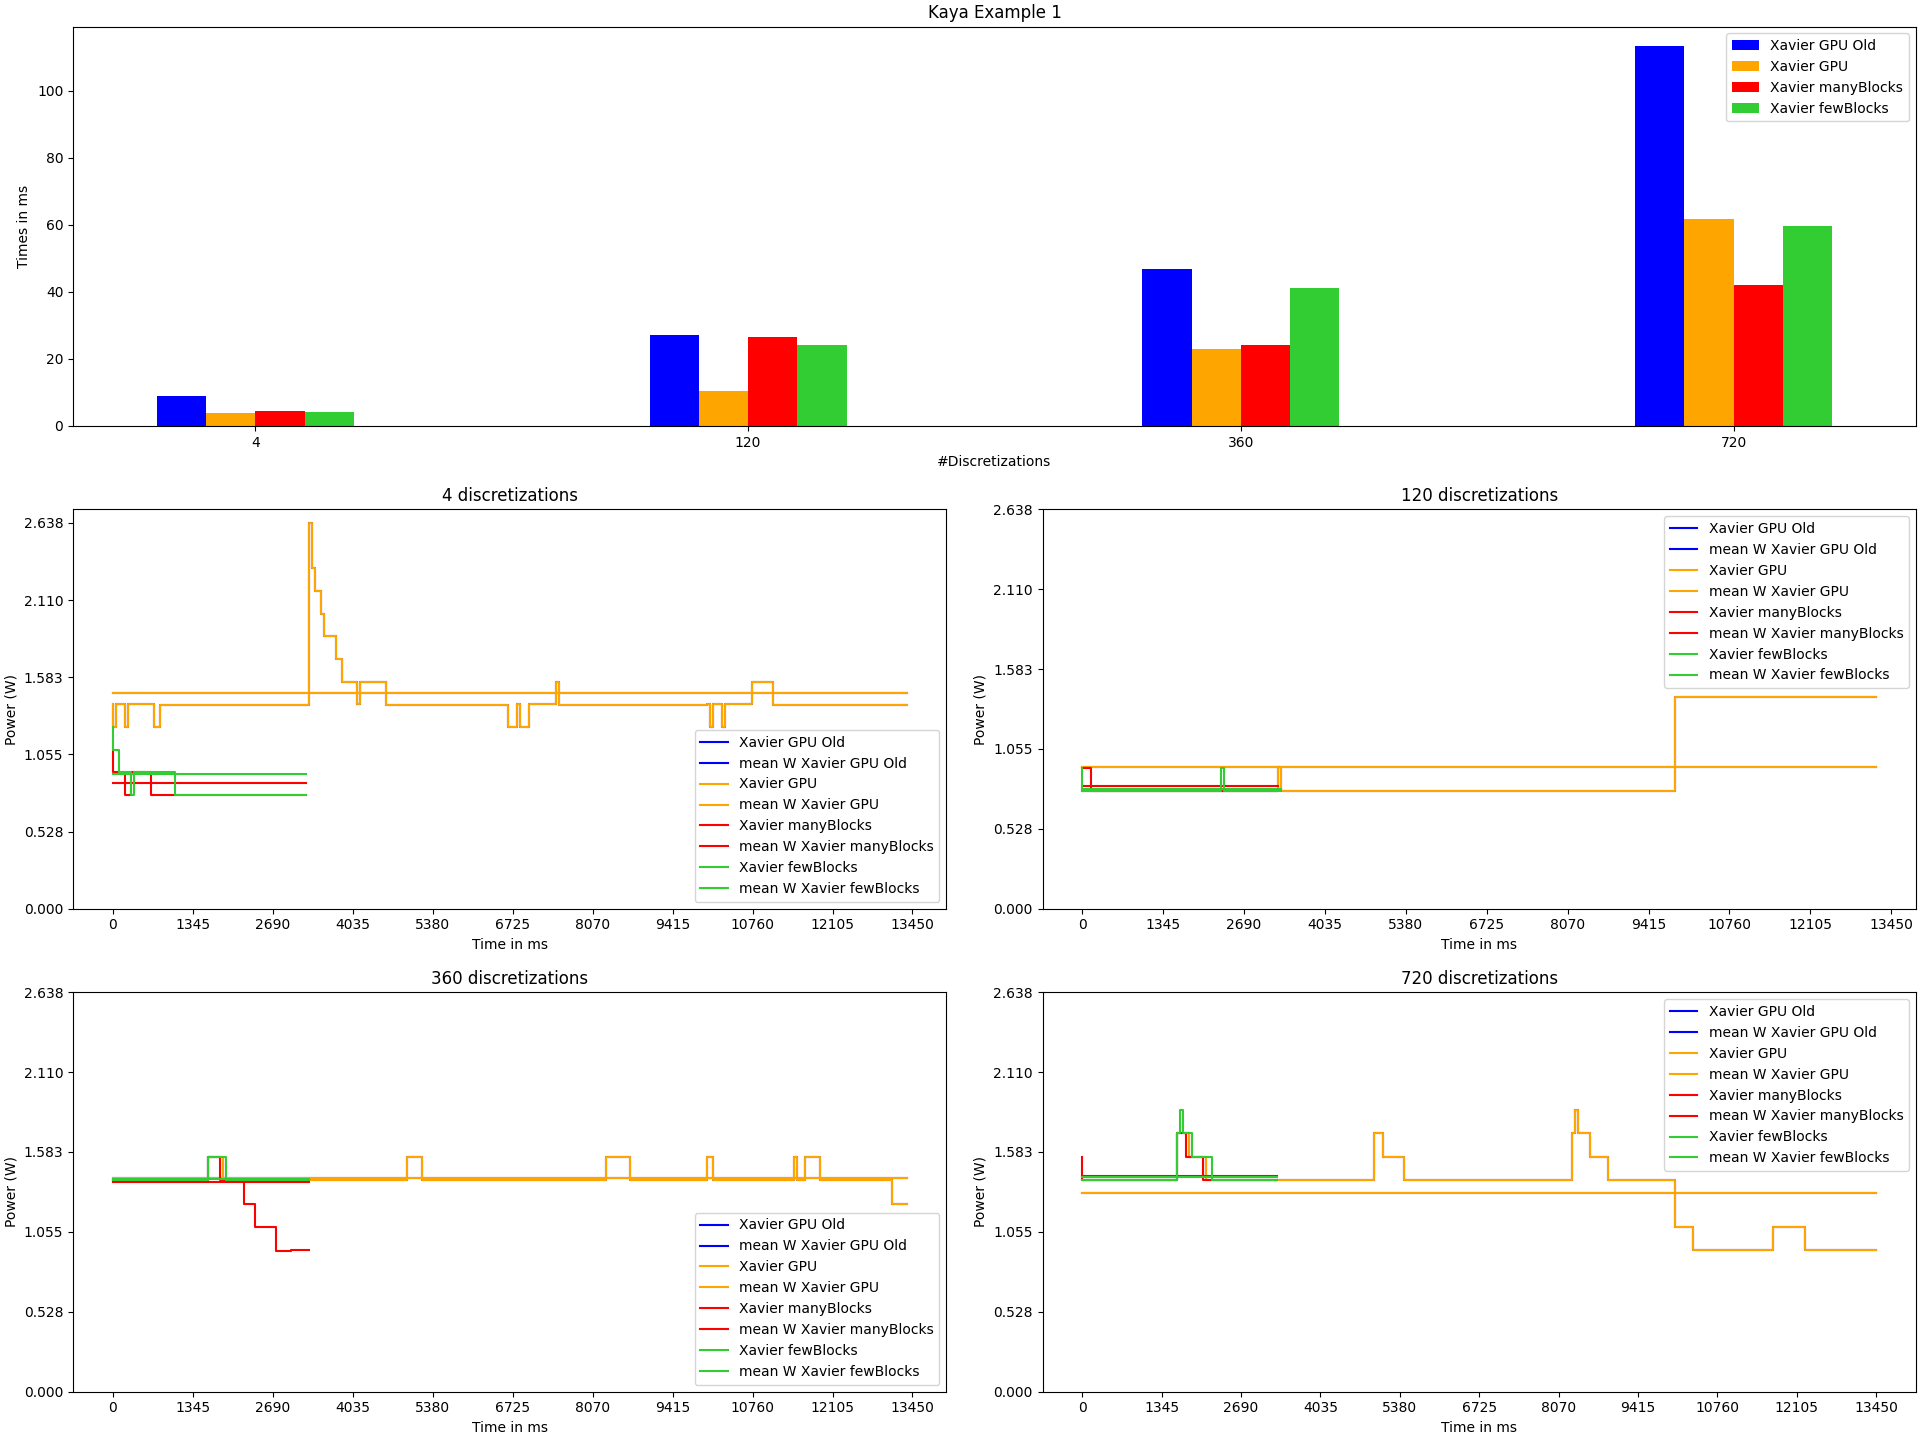 Kaya Example 1
Times in ms
100
80
60
40
20
0
Xavier GPU Old
Xavier GPU
Xavier manyBlocks
Xavier fewBlocks
4 120 360 720
#Discretizations
4 discretizations
Power (W)
2.638
2.110
1.583
1.055
0.528
0.000
Xavier GPU Old
mean W Xavier GPU Old
Xavier GPU
mean W Xavier GPU
Xavier manyBlocks
mean W Xavier manyBlocks
Xavier fewBlocks
mean W Xavier fewBlocks
0 1345 2690 4035 5380 6725 8070 9415 10760 12105 13450
Time in ms
120 discretizations
Power (W)
2.638
2.110
1.583
1.055
0.528
0.000
Xavier GPU Old
mean W Xavier GPU Old
Xavier GPU
mean W Xavier GPU
Xavier manyBlocks
mean W Xavier manyBlocks
Xavier fewBlocks
mean W Xavier fewBlocks
0 1345 2690 4035 5380 6725 8070 9415 10760 12105 13450
Time in ms
360 discretizations
Power (W)
2.638
2.110
1.583
1.055
0.528
0.000
Xavier GPU Old
mean W Xavier GPU Old
Xavier GPU
mean W Xavier GPU
Xavier manyBlocks
mean W Xavier manyBlocks
Xavier fewBlocks
mean W Xavier fewBlocks
0 1345 2690 4035 5380 6725 8070 9415 10760 12105 13450
Time in ms
720 discretizations
Power (W)
2.638
2.110
1.583
1.055
0.528
0.000
Xavier GPU Old
mean W Xavier GPU Old
Xavier GPU
mean W Xavier GPU
Xavier manyBlocks
mean W Xavier manyBlocks
Xavier fewBlocks
mean W Xavier fewBlocks
0 1345 2690 4035 5380 6725 8070 9415 10760 12105 13450
Time in ms